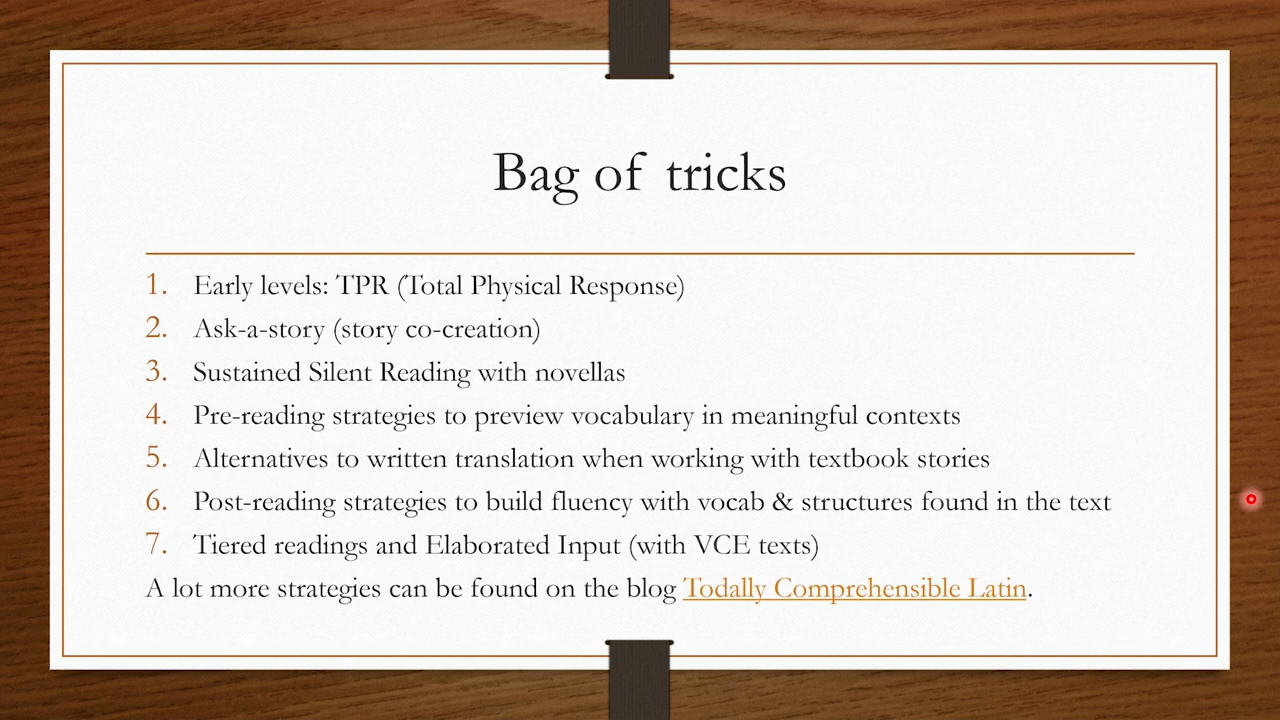 Bag of tricks
1. Early levels: TPR (Total Physical Response)
2. Ask-a-story (story co-creation)
3. Sustained Silent Reading with novellas
4. Pre-reading strategies to preview vocabulary in meaningful contexts
5. Alternatives to written translation when working with textbook stories
6. Post-reading strategies to build fluency with vocab & structures found in the text
7. Tiered readings and Elaborated Input (with VCE texts)
A lot more strategies can be found on the blog Todally Comprehensible Latin.